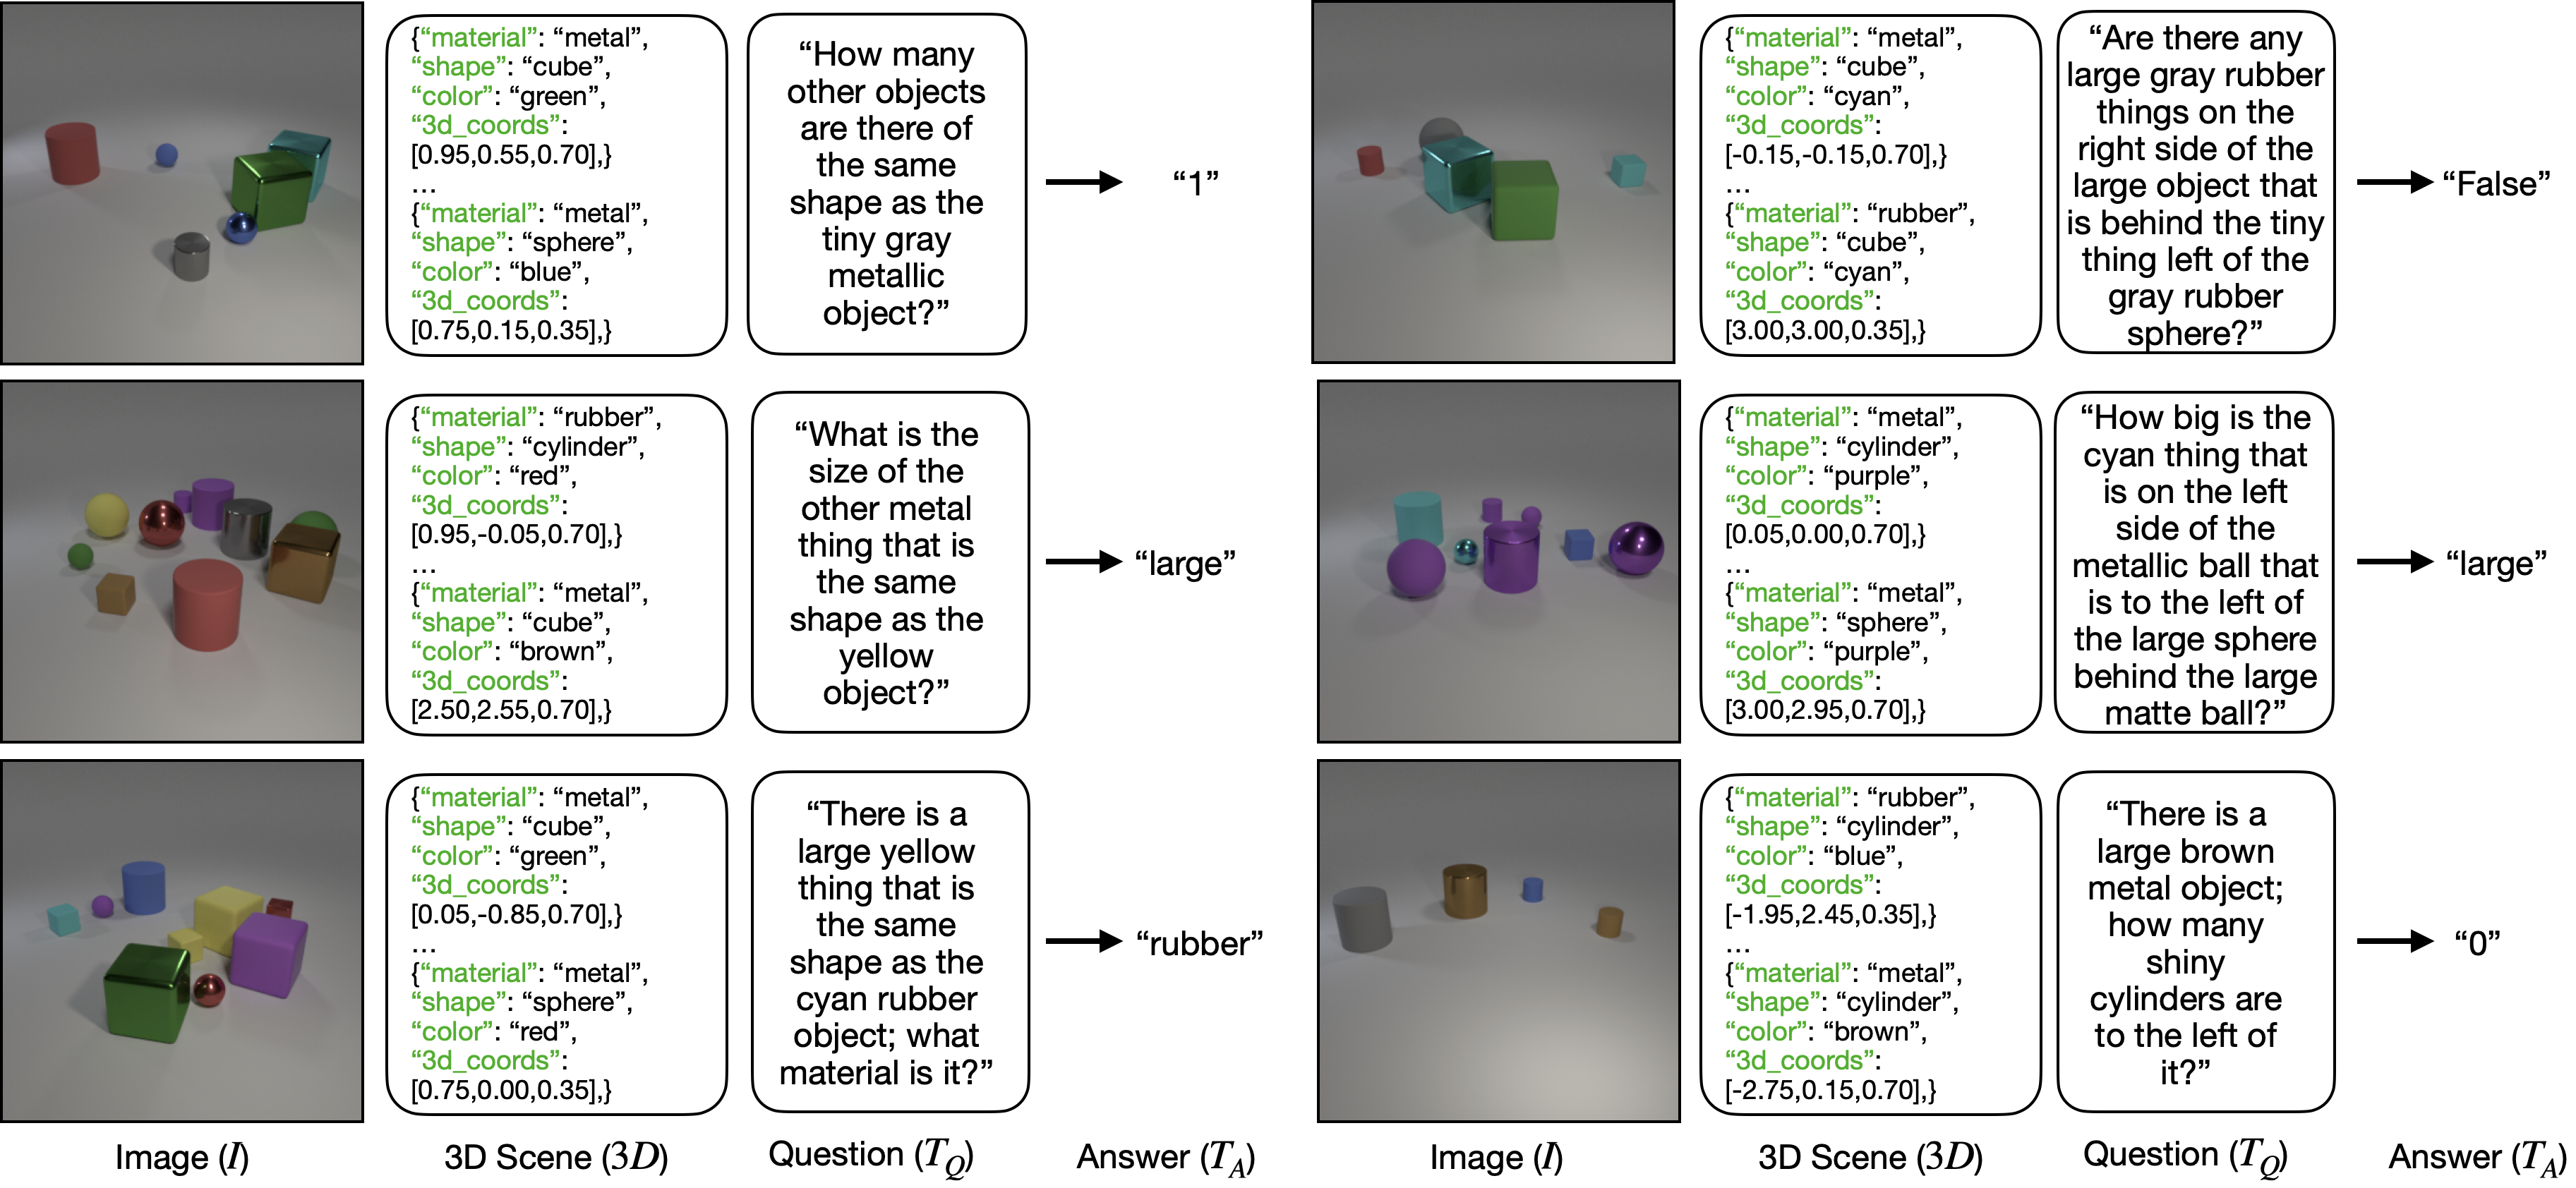 {“material”: “metal”,
“shape”: “cube”,
“color”: “green”,
“3d_coords”:
[0.95,0.55,0.70],}
...
{“material”: “metal”,
“shape”: “sphere”,
“color”: “blue”,
“3d_coords”:
[0.75,0.15,0.35],}
“How many
other objects
are there of
the same
shape as the
tiny gray
metallic
object?”
“1”
{“material”: “metal”,
“shape”: “cube”,
“color”: “cyan”,
“3d_coords”:
[-0.15,-0.15,0.70],}
...
{“material”: “rubber”,
“shape”: “cube”,
“color”: “cyan”,
“3d_coords”:
[3.00,3.00,0.35],}
“Are there any
large gray rubber
things on the
right side of the
large object that
is behind the tiny
thing left of the
gray rubber
sphere?”
“False”
{“material”: “rubber”,
“shape”: “cylinder”,
“color”: “red”,
“3d_coords”:
[0.95,-0.05,0.70],}
...
{“material”: “metal”,
“shape”: “cube”,
“color”: “brown”,
“3d_coords”:
[2.50,2.55,0.70],}
“What is the
size of the
other metal
thing that is
the same
shape as the
yellow
object?”
“large”
{“material”: “metal”,
“shape”: “cylinder”,
“color”: “purple”,
“3d_coords”:
[0.05,0.00,0.70],}
...
{“material”: “metal”,
“shape”: “sphere”,
“color”: “purple”,
“3d_coords”:
[3.00,2.95,0.70],}
“How big is the
cyan thing that
is on the left
side of the
metallic ball that
is to the left of
the large sphere
behind the large
matte ball?”
“large”
{“material”: “metal”,
“shape”: “cube”,
“color”: “green”,
“3d_coords”:
[0.05,-0.85,0.70],}
...
{“material”: “metal”,
“shape”: “sphere”,
“color”: “red”,
“3d_coords”:
[0.75,0.00,0.35],}
“There is a
large yellow
thing that is
the same
shape as the
cyan rubber
object; what
material is it?”
“rubber”
{“material”: “rubber”,
“shape”: “cylinder”,
“color”: “blue”,
“3d_coords”:
[-1.95,2.45,0.35],}
...
{“material”: “metal”,
“shape”: “cylinder”,
“color”: “brown”,
“3d_coords”:
[-2.75,0.15,0.70],}
“There is a
large brown
metal object;
how many
shiny
cylinders are
to the left of
it?”
“0”
Image (I)
3D Scene (3D)
Question (T_Q)
Answer (T_A)
Image (I)
3D Scene (3D)
Question (T_Q)
Answer (T_A)